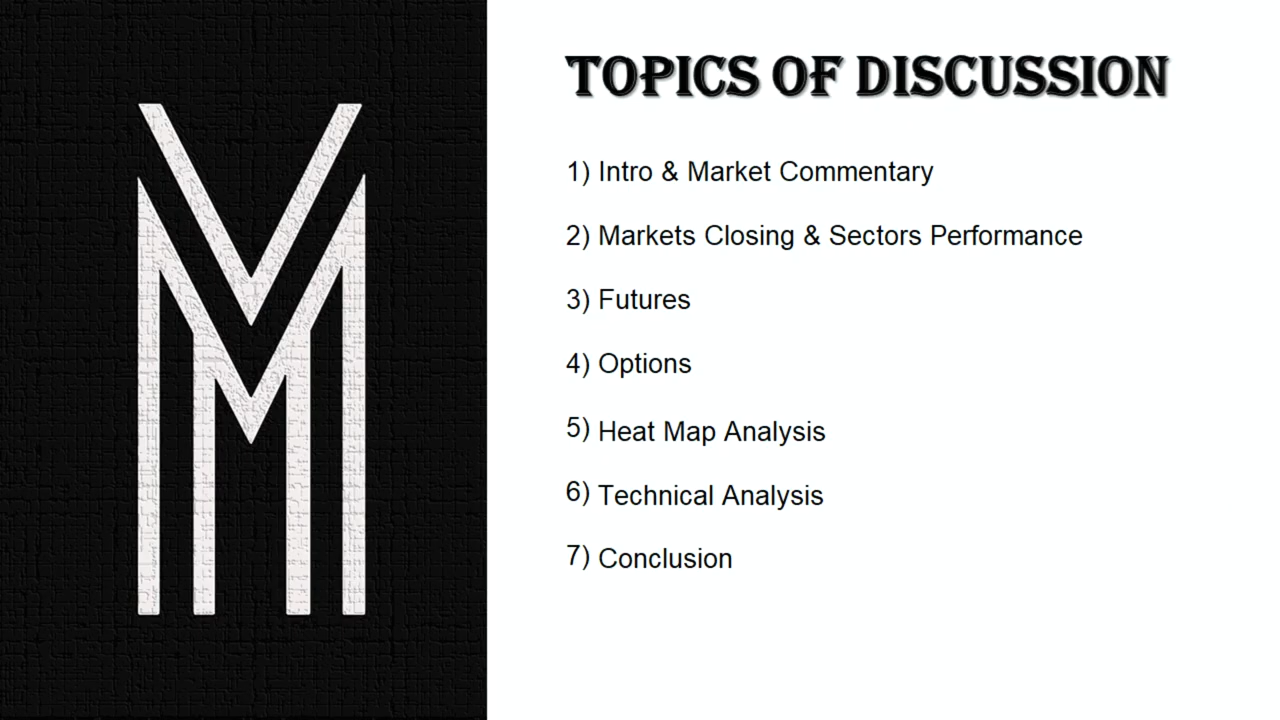 TOPICS OF DISCUSSION
1) Intro & Market Commentary
2) Markets Closing & Sectors Performance
3) Futures
4) Options
5) Heat Map Analysis
6) Technical Analysis
7) Conclusion